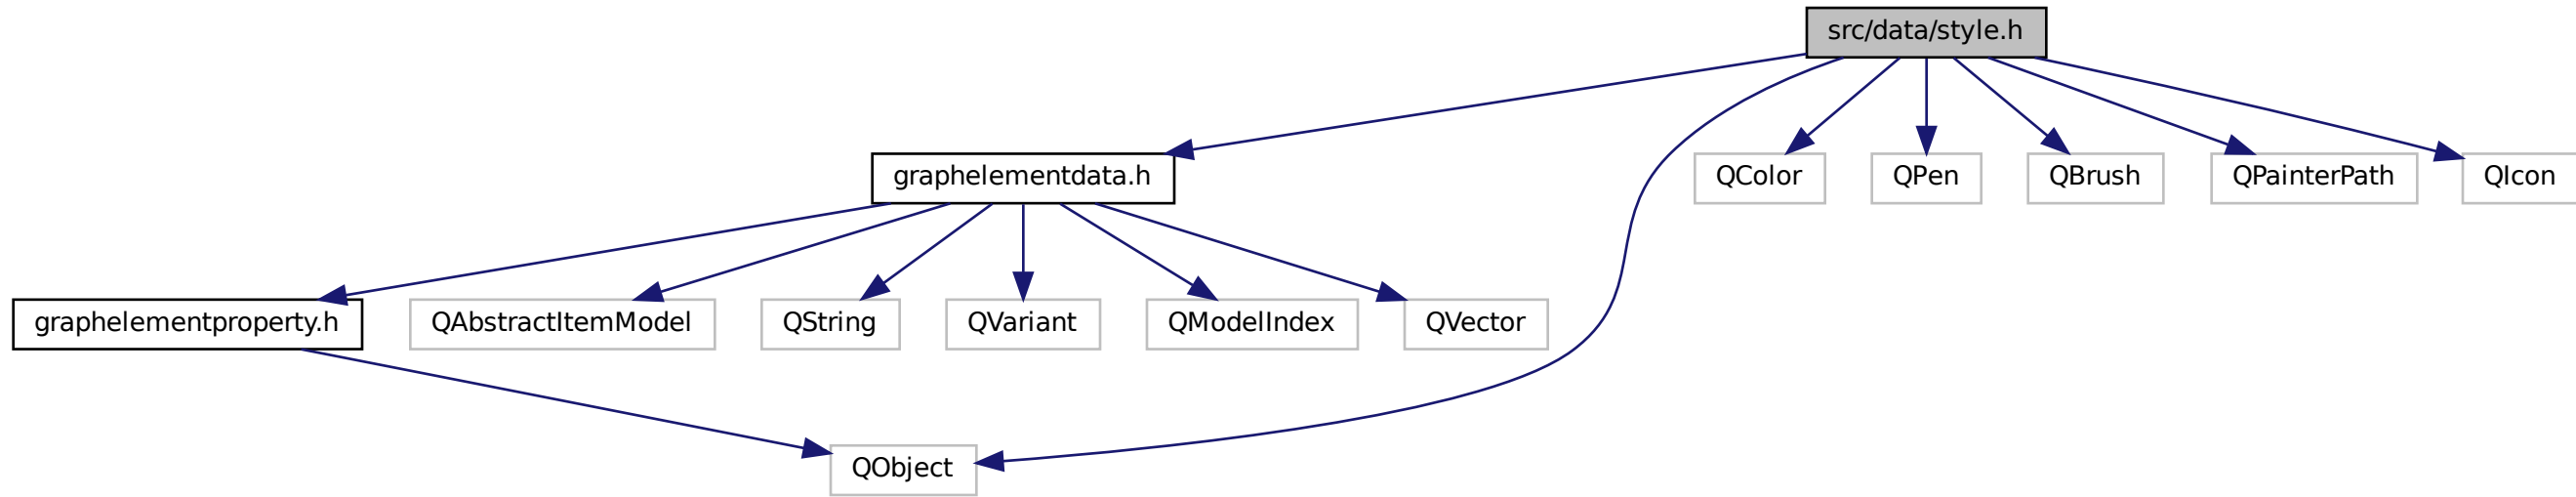 src/data/style.h
graphelementdata.h
QColor
QPen
QBrush
QPainterPath
QIcon
graphelementproperty.h
QAbstractItemModel
QString
QVariant
QModelIndex
QVector
QObject